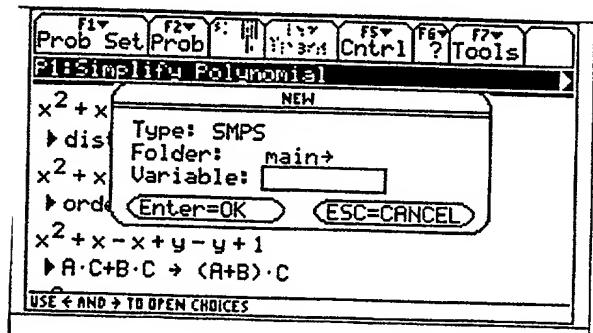 F1▾ F2▾ F5▾ F6▾ F7▾
Prob Set Prob Cntrl ? Tools
P1:Simplify Polynomial
NEW
x² + x
Type: SMPS
▶ dist
Folder: main→
x² + x
Variable:
▶ orde
Enter=OK ESC=CANCEL
x² + x − x + y − y + 1
▶ A·C+B·C → (A+B)·C
USE ← AND → TO OPEN CHOICES